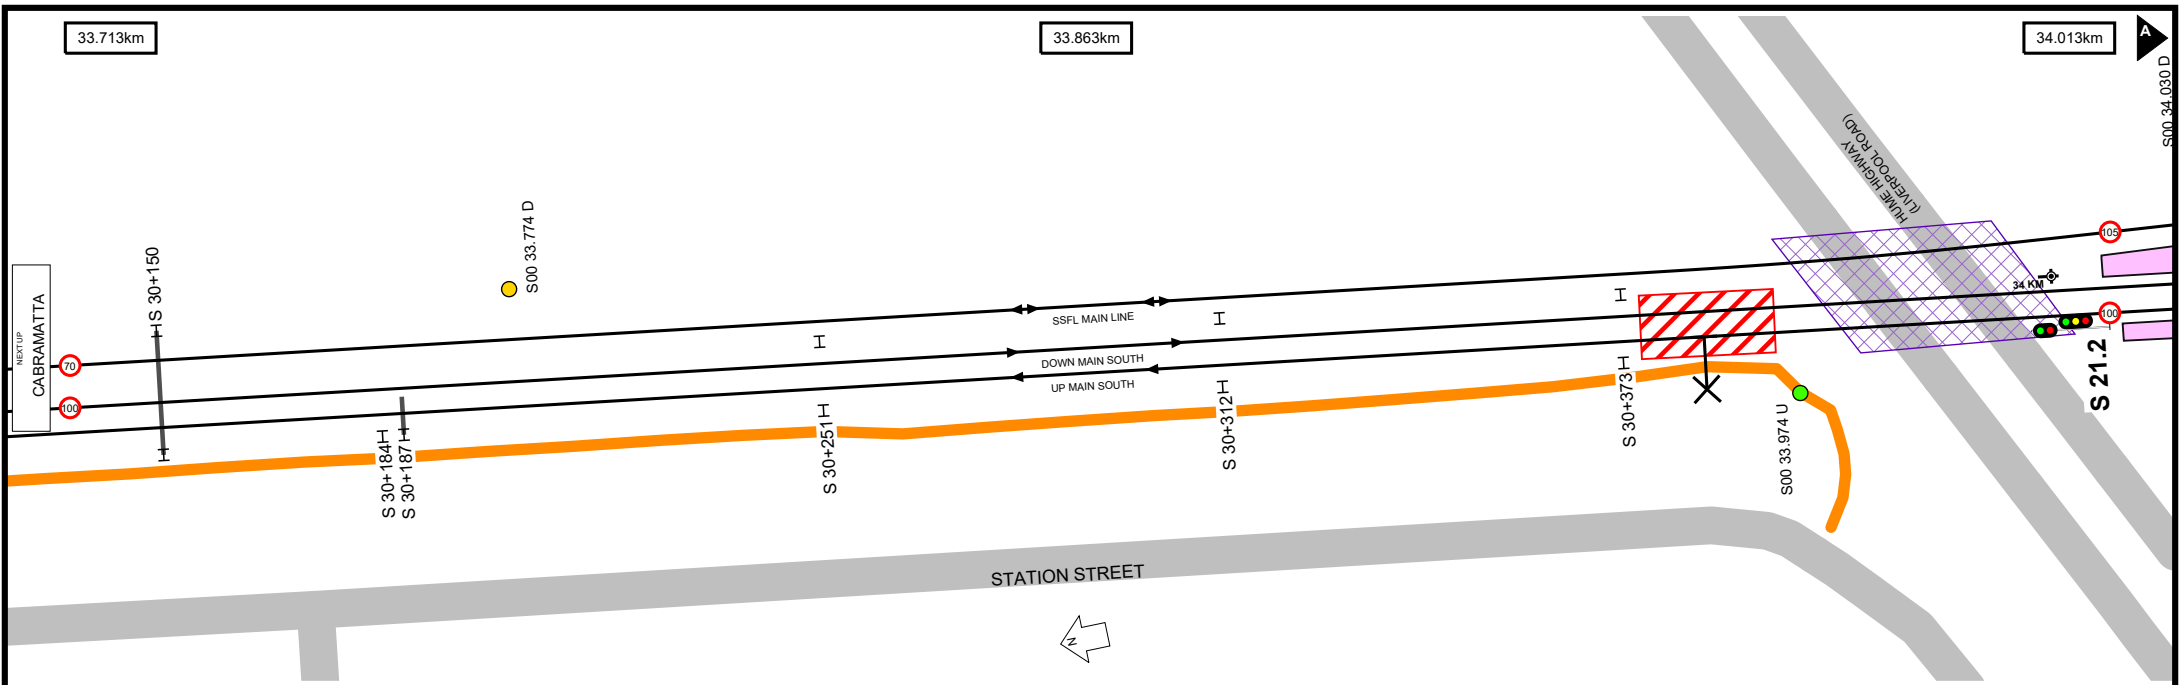 33.713km
33.863km
34.013km
A
S00 34.030 D
HUME HIGHWAY
(LIVERPOOL ROAD)
S00 33.774 D
S 30+150
NEXT UP
CABRAMATTA
70
100
105
100
34 KM
SSFL MAIN LINE
DOWN MAIN SOUTH
UP MAIN SOUTH
S 30+184
S 30+187
S 30+251
S 30+312
S 30+373
S00 33.974 U
S 21.2
STATION STREET
N